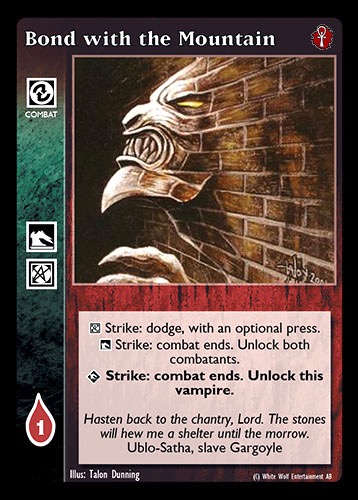 Bond with the Mountain
COMBAT
Strike: dodge, with an optional press.
Strike: combat ends. Unlock both
combatants.
Strike: combat ends. Unlock this
vampire.
Hasten back to the chantry, Lord. The stones
will hew me a shelter until the morrow.
Ublo-Satha, slave Gargoyle
1
Illus: Talon Dunning
(C) White Wolf Entertainment AB